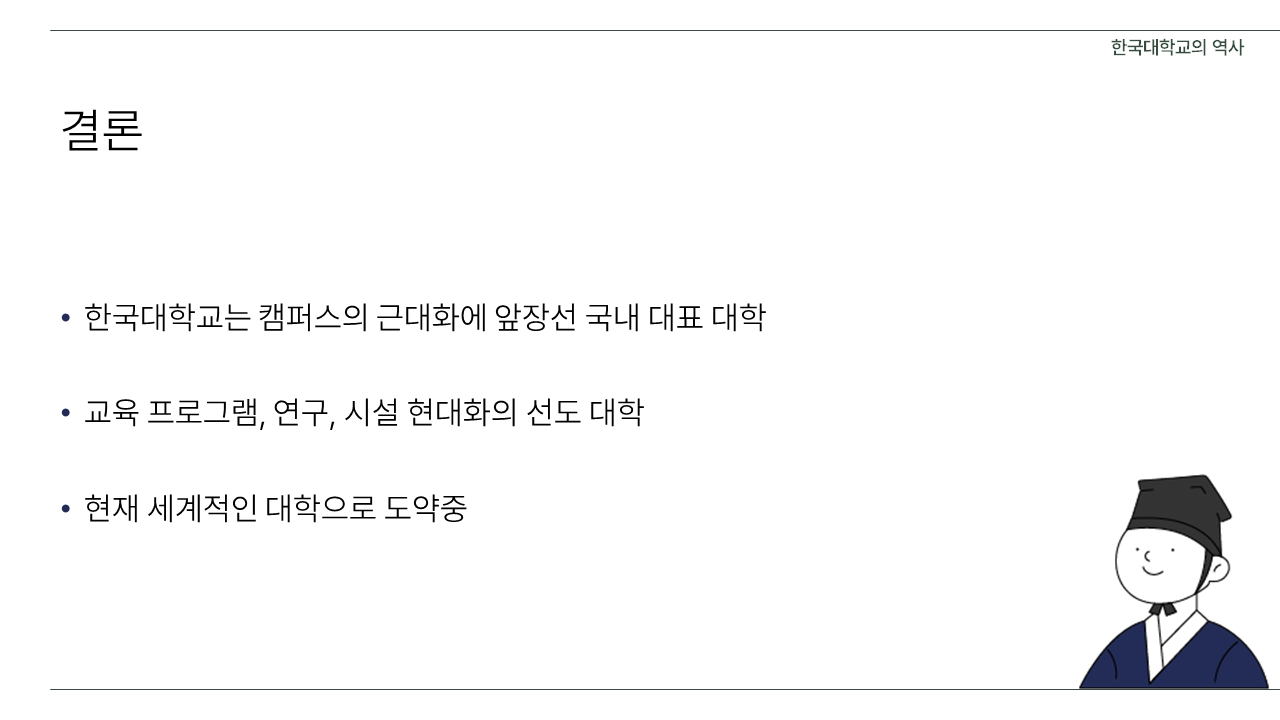 한국대학교의 역사
결론
• 한국대학교는 캠퍼스의 근대화에 앞장선 국내 대표 대학
• 교육 프로그램, 연구, 시설 현대화의 선도 대학
• 현재 세계적인 대학으로 도약중